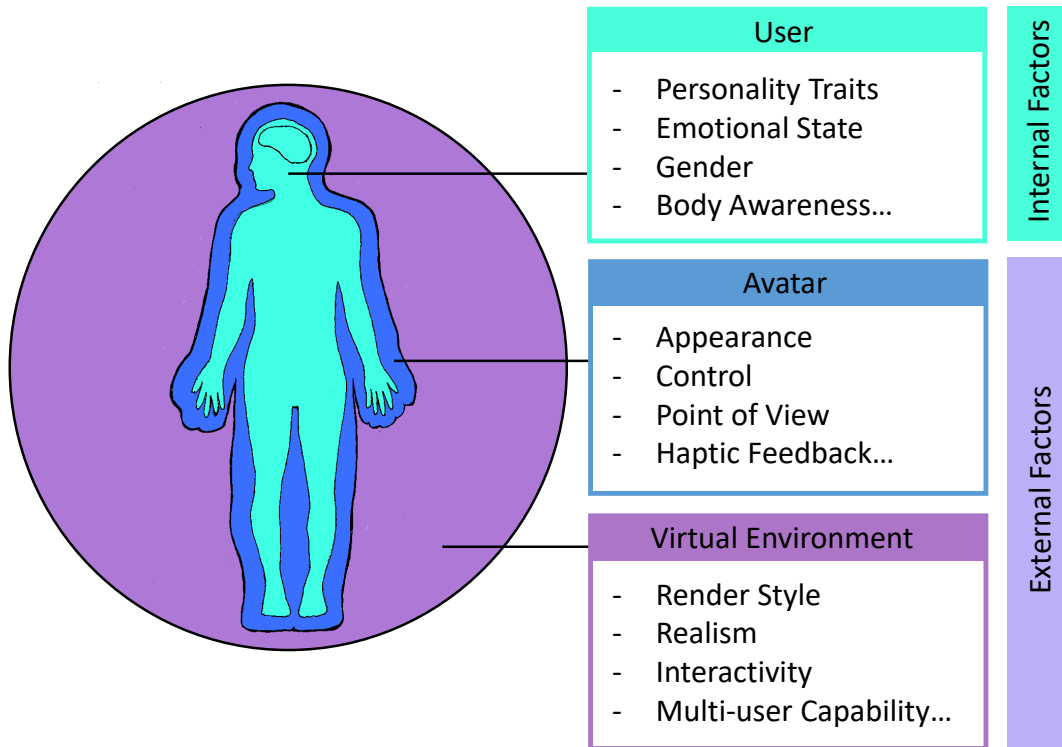 User
- Personality Traits
- Emotional State
- Gender
- Body Awareness…
Internal Factors
Avatar
- Appearance
- Control
- Point of View
- Haptic Feedback…
Virtual Environment
- Render Style
- Realism
- Interactivity
- Multi-user Capability…
External Factors